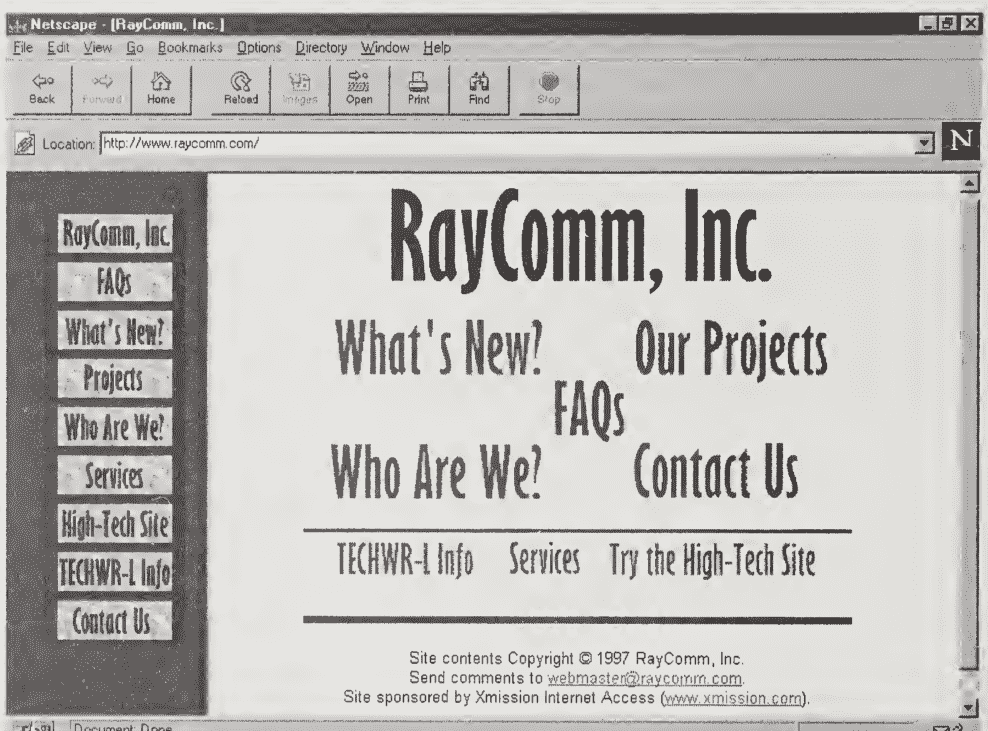 Netscape - [RayComm, Inc.]
File Edit View Go Bookmarks Options Directory Window Help
Back Forward Home Reload Images Open Print Find Stop
Location: http://www.raycomm.com/
N
RayComm, Inc.
FAQs
What's New?
Projects
Who Are We?
Services
High-Tech Site
TECHWR-L Info
Contact Us
RayComm, Inc.
What's New? Our Projects
FAQs
Who Are We? Contact Us
TECHWR-L Info Services Try the High-Tech Site
Site contents Copyright © 1997 RayComm, Inc.
Send comments to webmaster@raycomm.com.
Site sponsored by Xmission Internet Access (www.xmission.com).
Document: Done